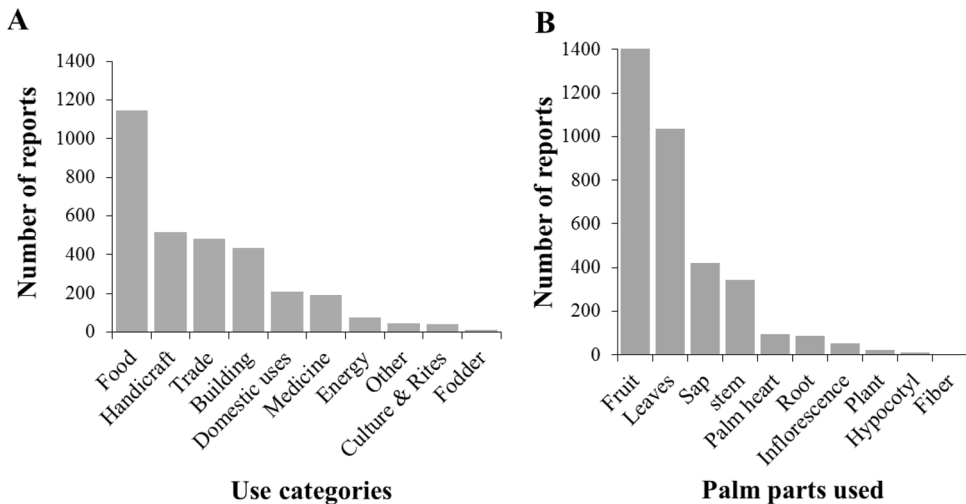 A
Number of reports
1400
1200
1000
800
600
400
200
0
Food
Handicraft
Trade
Building
Domestic uses
Medicine
Energy
Other
Culture & Rites
Fodder
Use categories
B
Number of reports
1400
1200
1000
800
600
400
200
0
Fruit
Leaves
Sap
stem
Palm heart
Root
Inflorescence
Plant
Hypocotyl
Fiber
Palm parts used